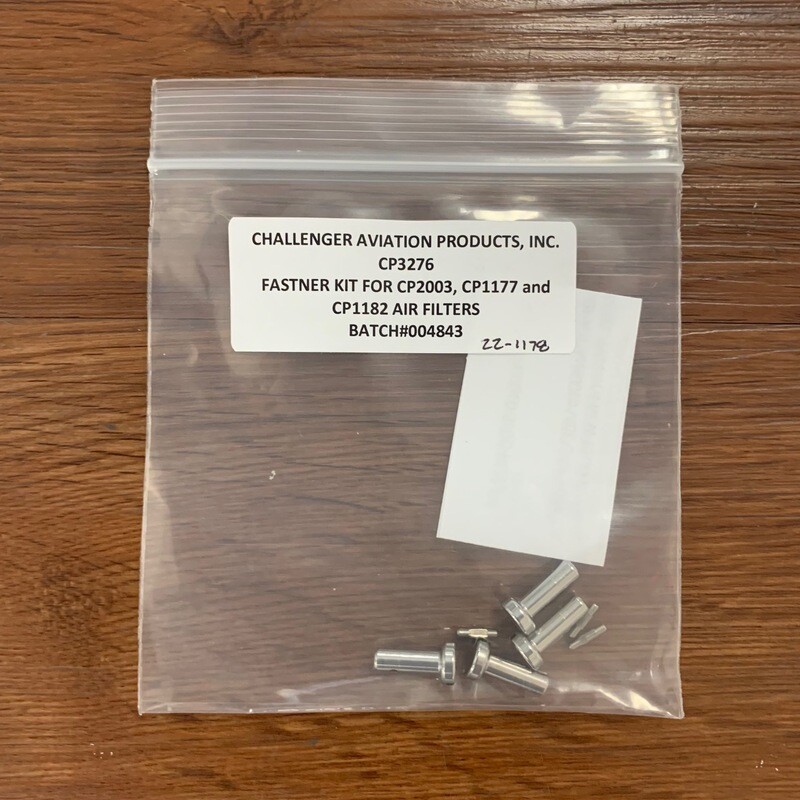 CHALLENGER AVIATION PRODUCTS, INC.
CP3276
FASTNER KIT FOR CP2003, CP1177 and
CP1182 AIR FILTERS
BATCH#004843
22-1178